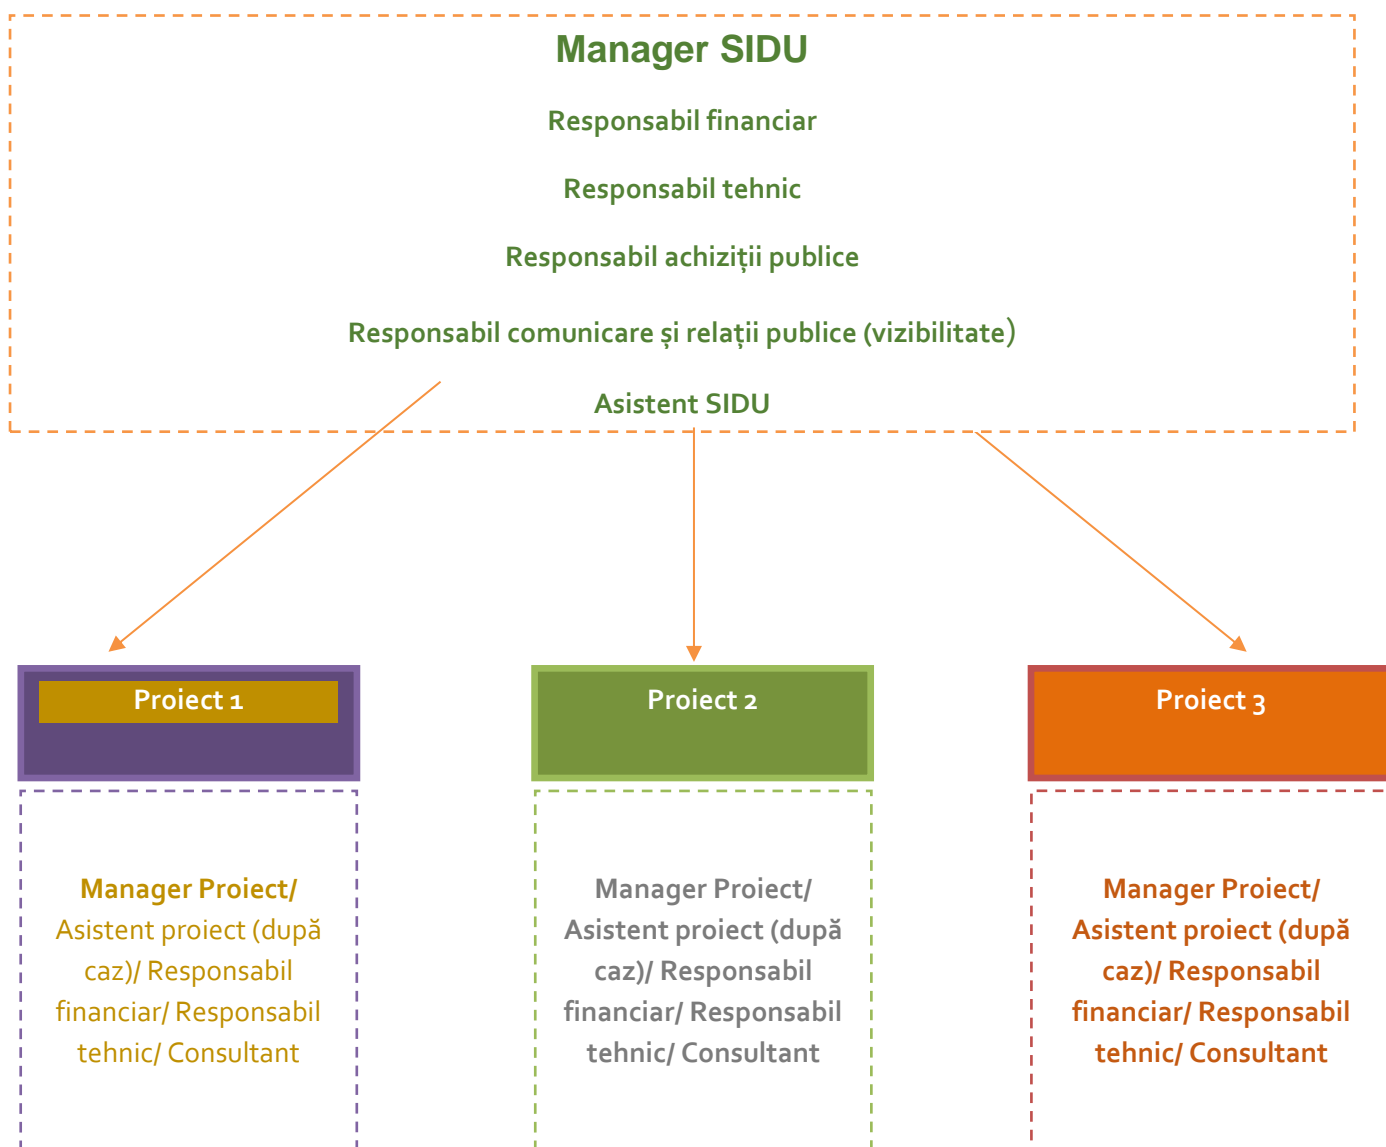 Manager SIDU
Responsabil financiar
Responsabil tehnic
Responsabil achiziții publice
Responsabil comunicare și relații publice (vizibilitate)
Asistent SIDU
Proiect 1
Proiect 2
Proiect 3
Manager Proiect/
Asistent proiect (după
caz)/ Responsabil
financiar/ Responsabil
tehnic/ Consultant
Manager Proiect/
Asistent proiect (după
caz)/ Responsabil
financiar/ Responsabil
tehnic/ Consultant
Manager Proiect/
Asistent proiect (după
caz)/ Responsabil
financiar/ Responsabil
tehnic/ Consultant